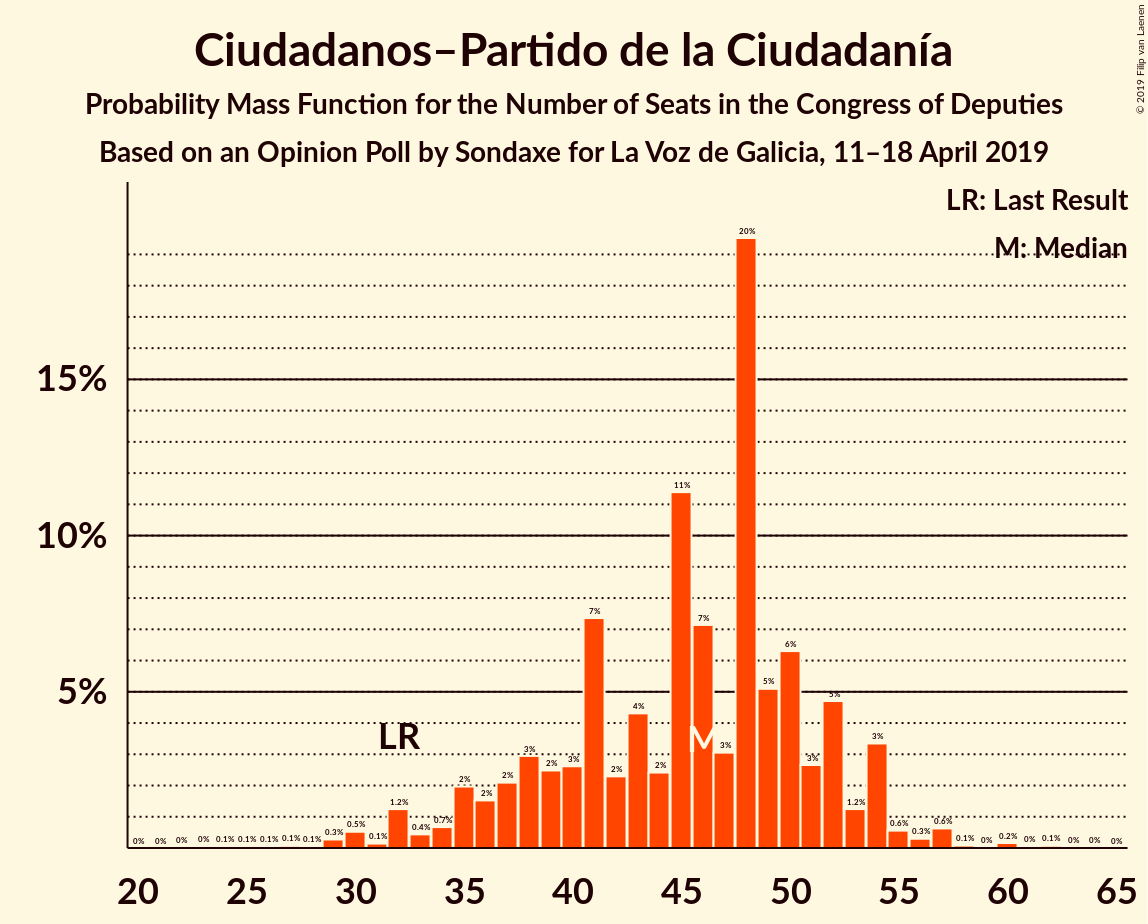 Ciudadanos–Partido de la Ciudadanía
Probability Mass Function for the Number of Seats in the Congress of Deputies
Based on an Opinion Poll by Sondaxe for La Voz de Galicia, 11–18 April 2019
© 2019 Filip van Laenen
LR: Last Result
M: Median
15%
10%
5%
0% 0% 0% 0% 0.1% 0.1% 0.1% 0.1% 0.1% 0.3% 0.5% 0.1% 1.2% 0.4% 0.7% 2% 2% 2% 3% 2% 3% 7% 2% 4% 2% 11% 7% 3% 20% 5% 6% 3% 5% 1.2% 3% 0.6% 0.3% 0.6% 0.1% 0% 0.2% 0% 0.1% 0% 0% 0%
LR
M
20 25 30 35 40 45 50 55 60 65